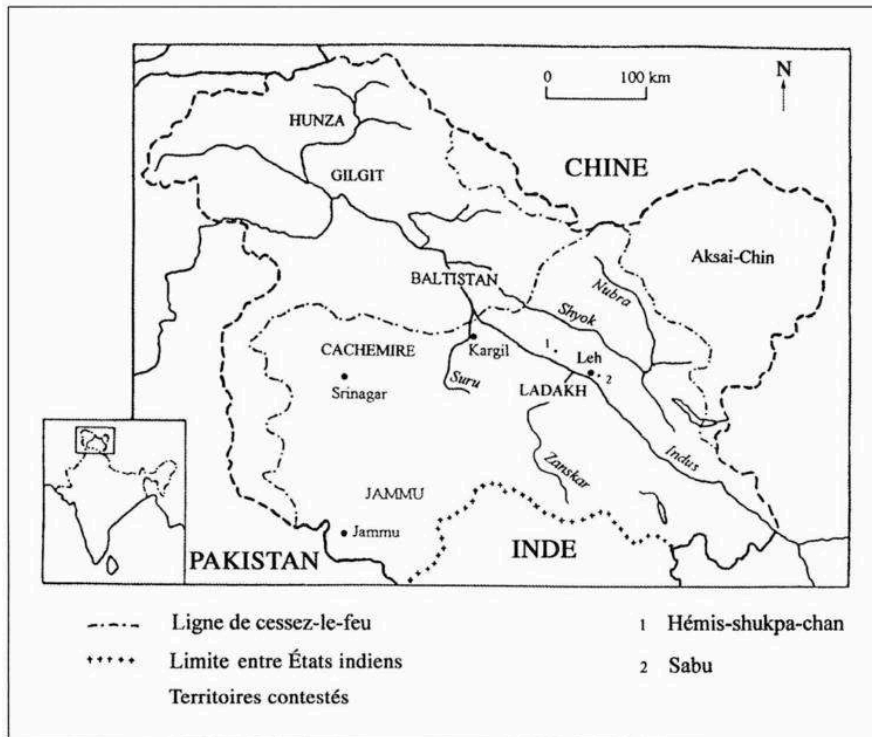 0 100 km
N
HUNZA
GILGIT
CHINE
Aksai-Chin
BALTISTAN
Nubra
Shyok
Kargil
CACHEMIRE
1
Leh
2
Srinagar
Suru
LADAKH
Indus
Zanskar
JAMMU
Jammu
PAKISTAN
INDE
Ligne de cessez-le-feu
1 Hémis-shukpa-chan
Limite entre États indiens
2 Sabu
Territoires contestés